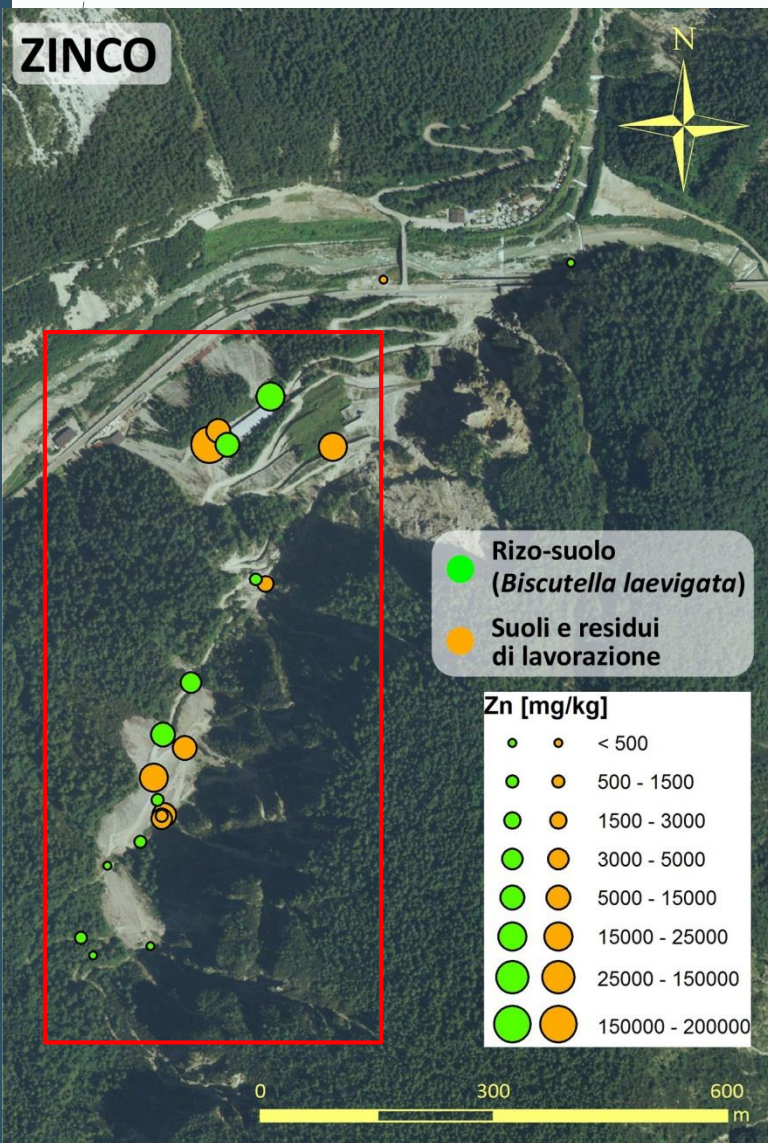 ZINCO
N
Rizo-suolo
(Biscutella laevigata)
Suoli e residui
di lavorazione
Zn [mg/kg]
< 500
500 - 1500
1500 - 3000
3000 - 5000
5000 - 15000
15000 - 25000
25000 - 150000
150000 - 200000
0 300 600
m